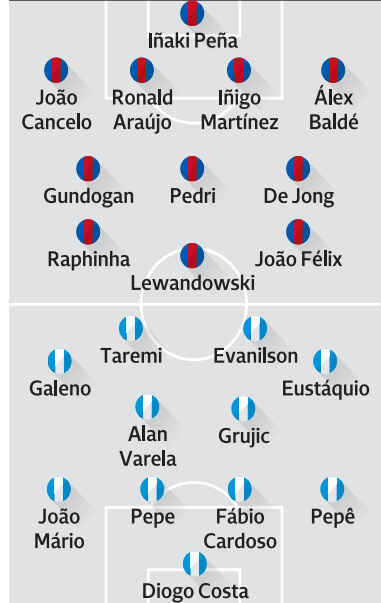 Iñaki Peña
João
Cancelo
Ronald
Araújo
Iñigo
Martínez
Álex
Baldé
Gundogan
Pedri
De Jong
Raphinha
Lewandowski
João Félix
Taremi
Evanilson
Galeno
Eustáquio
Alan
Varela
Grujic
João
Mário
Pepe
Fábio
Cardoso
Pepê
Diogo Costa